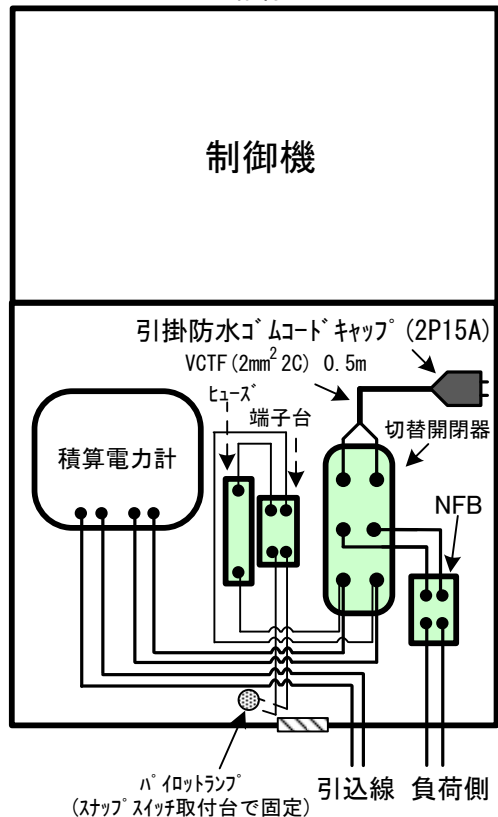 制御機
引掛防水ｺﾞﾑｺｰﾄﾞｷｬｯﾌﾟ(2P15A)
VCTF(2mm² 2C) 0.5m
ﾋｭｰｽﾞ
端子台
切替開閉器
積算電力計
NFB
ﾊﾟｲﾛｯﾄﾗﾝﾌﾟ
(ｽﾅｯﾌﾟｽｲｯﾁ取付台で固定)
引込線 負荷側